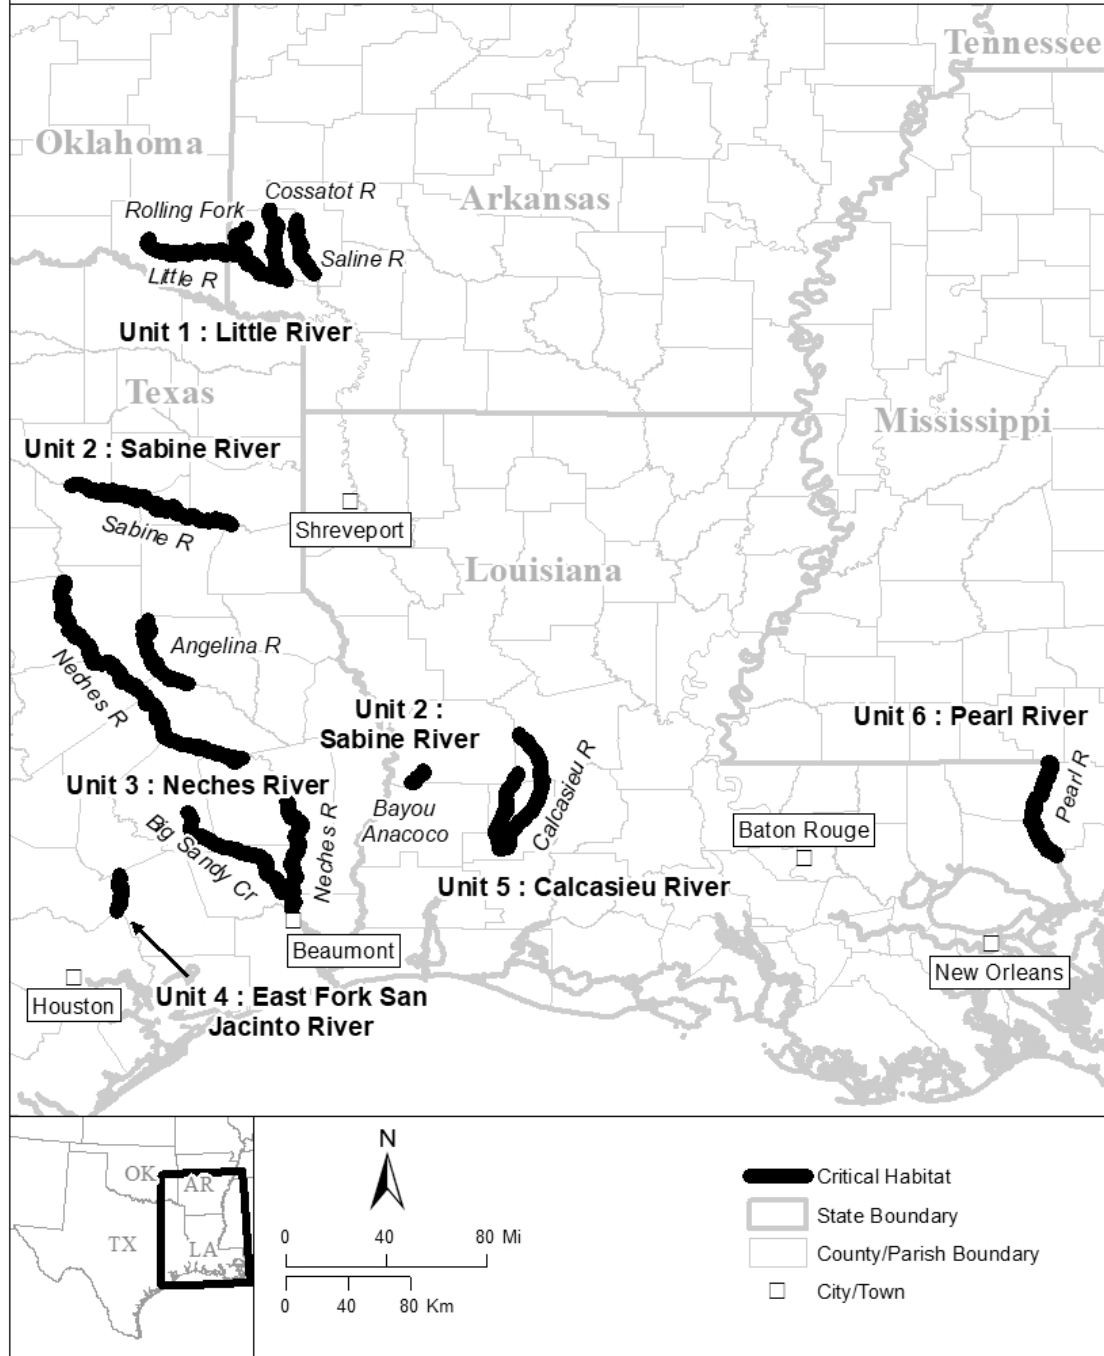 Tennessee
Oklahoma
Cossatot R
Rolling Fork
Arkansas
Saline R
Little R
Unit 1 : Little River
Texas
Mississippi
Unit 2 : Sabine River
Sabine R
Shreveport
Louisiana
Angelina R
Neches R
Unit 2 :
Sabine River
Unit 6 : Pearl River
Calcasieu R
Pearl R
Unit 3 : Neches River
Bayou
Anacoco
Big Sandy Cr
Neches R
Baton Rouge
Unit 5 : Calcasieu River
Beaumont
New Orleans
Houston
Unit 4 : East Fork San
Jacinto River
OK
AR
TX
LA
N
0 40 80 Mi
0 40 80 Km
Critical Habitat
State Boundary
County/Parish Boundary
City/Town